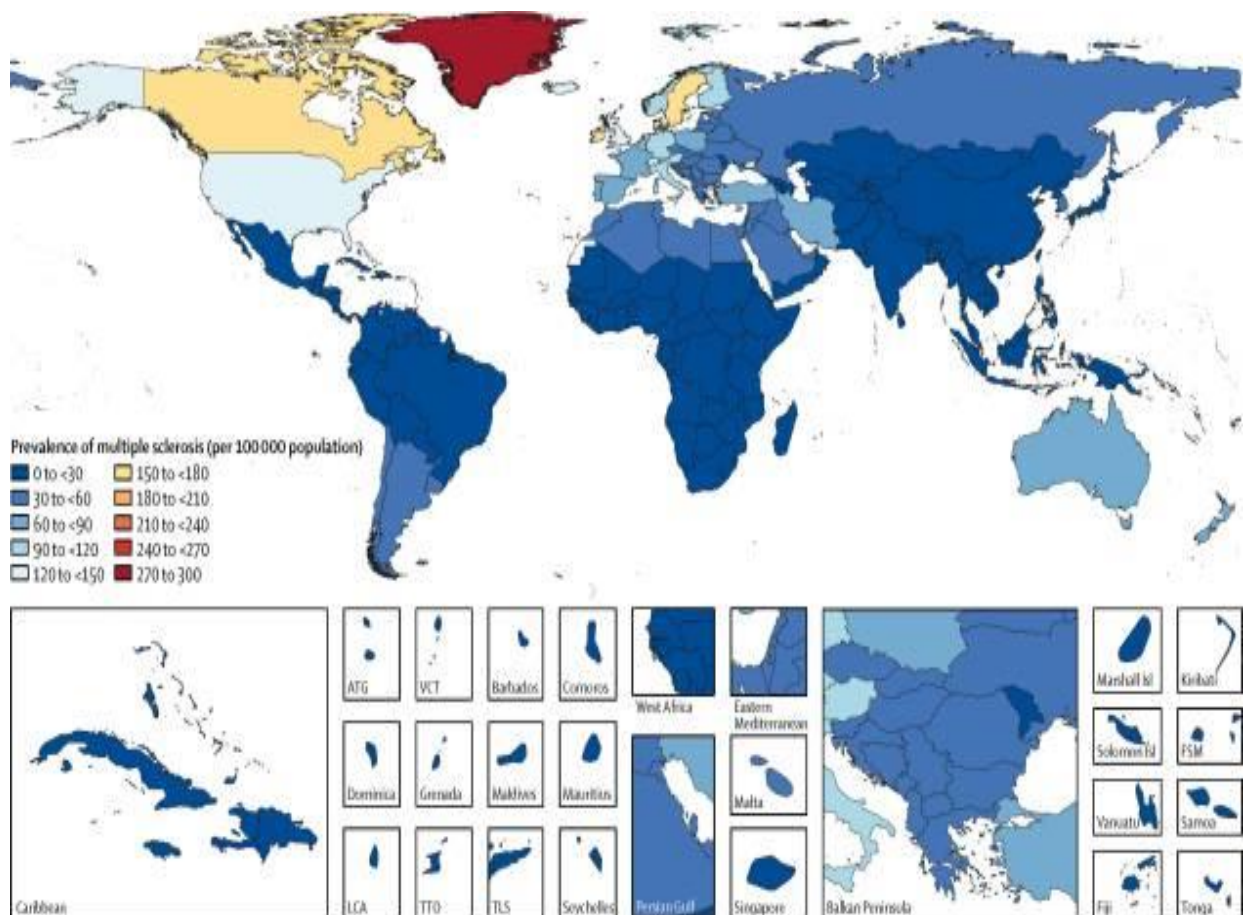 Prevalence of multiple sclerosis (per 100 000 population)
0 to <30
30 to <60
60 to <90
90 to <120
120 to <150
150 to <180
180 to <210
210 to <240
240 to <270
270 to 300
Caribbean
ATG
VCT
Barbados
Comoros
Dominica
Grenada
Maldives
Mauritius
LCA
TTO
TLS
Seychelles
West Africa
Eastern
Mediterranean
Persian Gulf
Malta
Singapore
Balkan Peninsula
Marshall Isl
Kiribati
Solomon Isl
FSM
Vanuatu
Samoa
Fiji
Tonga